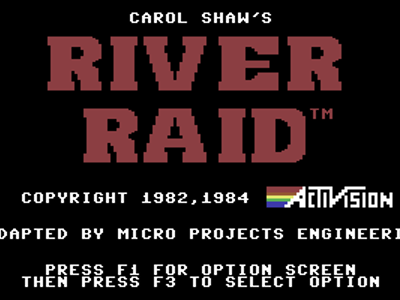 CAROL SHAW'S
RIVER
RAID™
COPYRIGHT 1982,1984 ACTIVISION
DAPTED BY MICRO PROJECTS ENGINEERI
PRESS F1 FOR OPTION SCREEN
THEN PRESS F3 TO SELECT OPTION